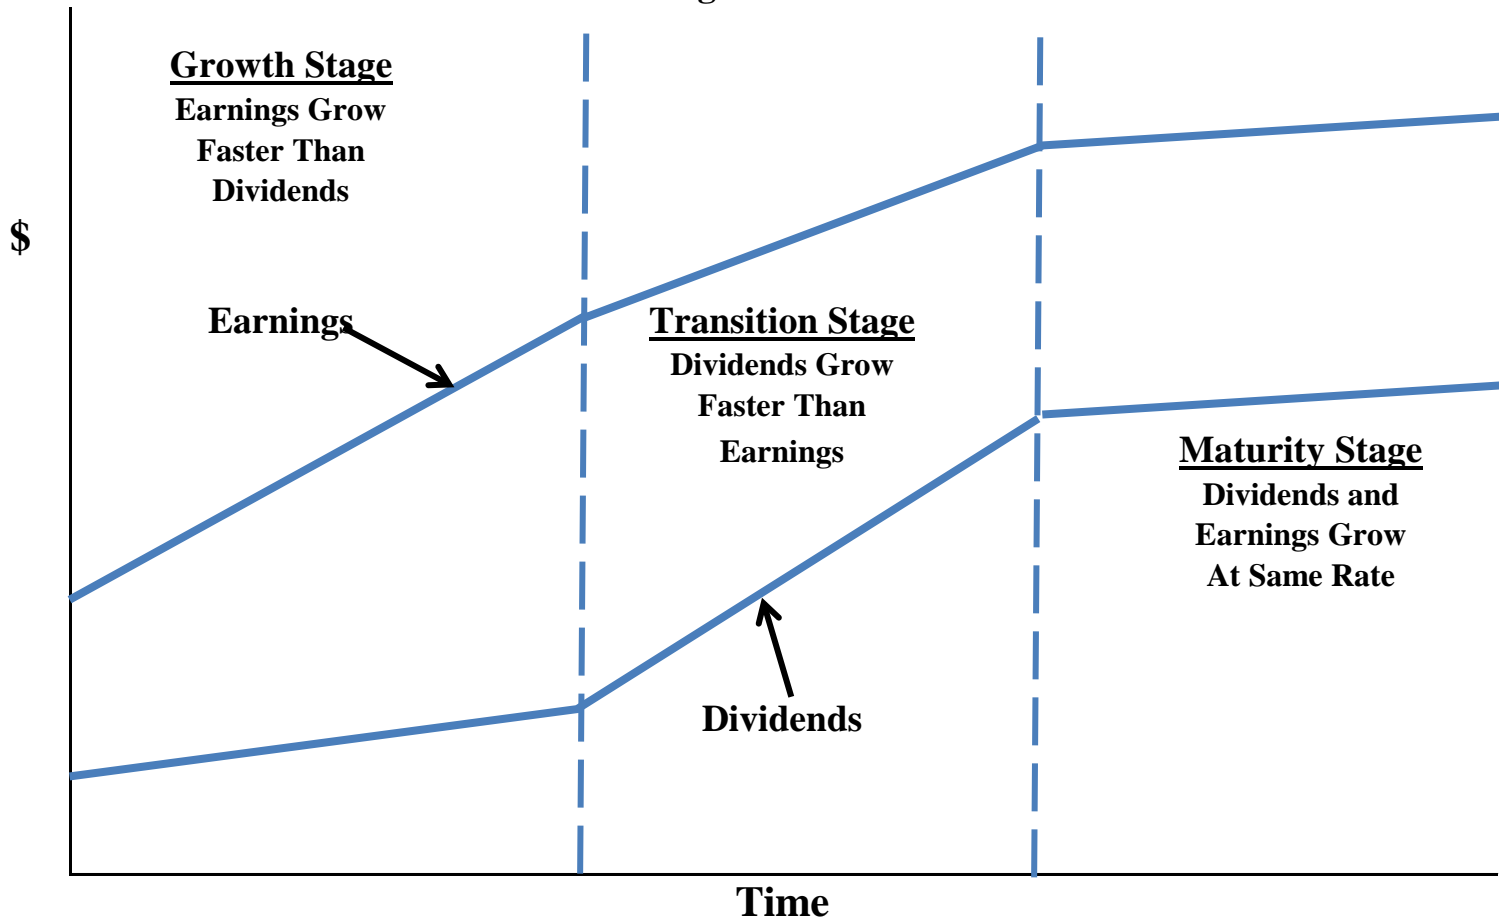 Growth Stage
Earnings Grow
Faster Than
Dividends
$
Earnings
Transition Stage
Dividends Grow
Faster Than
Earnings
Maturity Stage
Dividends and
Earnings Grow
At Same Rate
Dividends
Time